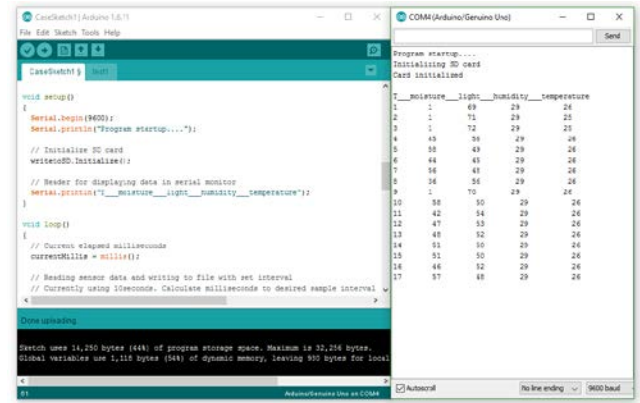 CaseSketch1 | Arduino 1.6.?1
File Edit Sketch Tools Help
CaseSketch1 §
void setup()
{
Serial.begin(9600);
Serial.println("Program startup....");
// Initialize SD card
writetoSD.Initialize();
// Header for displaying data in serial monitor
Serial.println("T___moisture___light___humidity___temperature");
}
void loop()
{
// Current elapsed milliseconds
currentMillis = millis();
// Reading sensor data and writing to file with set interval
// Currently using 10seconds. Calculate milliseconds to desired sample interval
Done uploading
Sketch uses 14,250 bytes (44%) of program storage space. Maximum is 32,256 bytes.
Global variables use 1,118 bytes (54%) of dynamic memory, leaving 930 bytes for local
Arduino/Genuino Uno on COM4
COM4 (Arduino/Genuino Uno)
Send
Program startup....
Initializing SD card
Card initialized
T___moisture___light___humidity___temperature
1 1 69 29 26
2 1 71 29 25
3 1 72 29 25
4 45 56 29 26
5 58 49 29 26
6 64 45 29 26
7 56 48 29 26
8 36 56 29 26
9 1 70 29 26
10 58 50 29 26
11 42 54 29 26
12 47 53 29 26
13 48 52 29 26
14 51 50 29 26
15 51 50 29 26
16 46 52 29 26
17 57 48 29 26
Autoscroll
No line ending
9600 baud